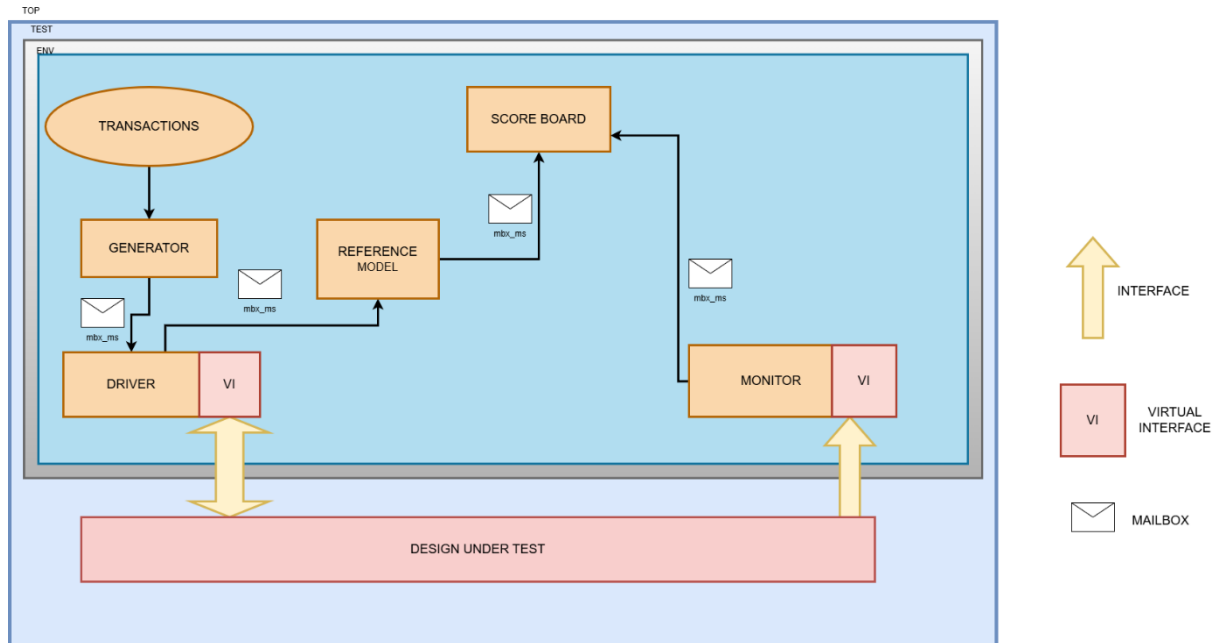 TOP
TEST
ENV
TRANSACTIONS
SCORE BOARD
mbx_ms
GENERATOR
REFERENCE
MODEL
mbx_ms
mbx_ms
mbx_ms
INTERFACE
DRIVER
VI
MONITOR
VI
VI
VIRTUAL
INTERFACE
MAILBOX
DESIGN UNDER TEST